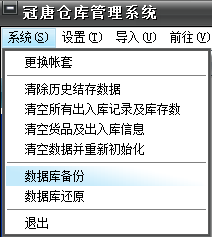 冠唐仓库管理系统
系统(S) 设置(T) 导入(U) 前往(V)
更换帐套
清除历史结存数据
清空所有出入库记录及库存数
清空货品及出入库信息
清空数据并重新初始化
数据库备份
数据库还原
退出